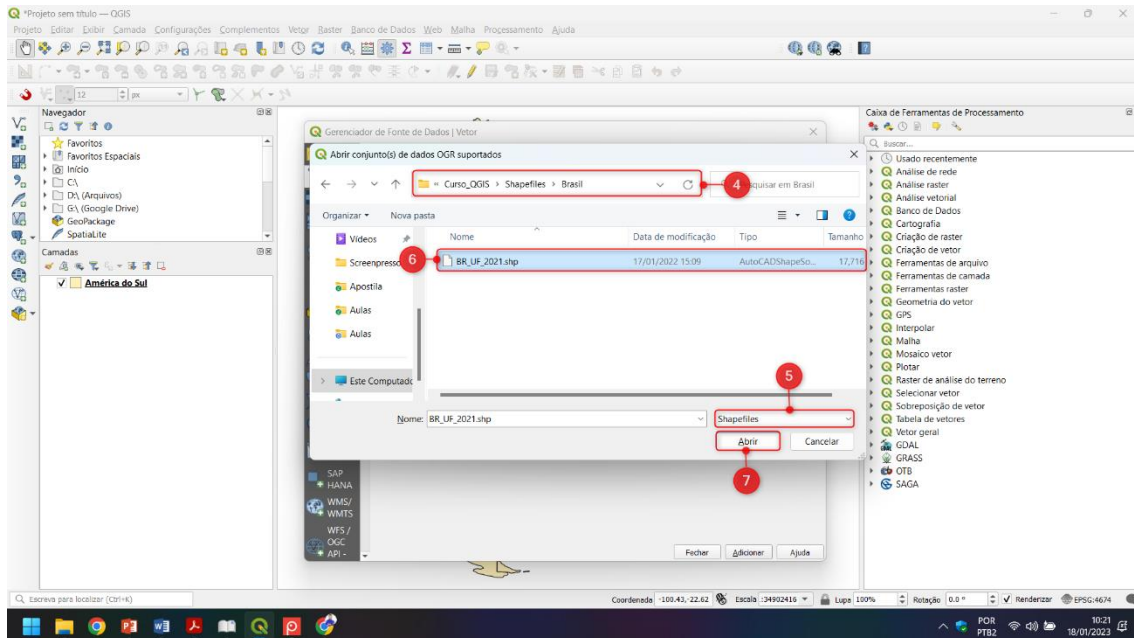 *Projeto sem título — QGIS
Projeto Editar Exibir Camada Configurações Complementos Vetor Raster Banco de Dados Web Malha Processamento Ajuda
12 px
Navegador
Favoritos
Favoritos Espaciais
Início
C:\
D:\ (Arquivos)
G:\ (Google Drive)
GeoPackage
SpatiaLite
Camadas
América do Sul
Gerenciador de Fonte de Dados | Vetor
Abrir conjunto(s) de dados OGR suportados
« Curso_QGIS › Shapefiles › Brasil
4
esquisar em Brasil
Organizar Nova pasta
Vídeos
Screenpresso
Apostila
Aulas
Aulas
Este Computado
Nome Data de modificação Tipo Tamanho
6
BR_UF_2021.shp 17/01/2022 15:09 AutoCADShapeSo... 17,716
5
Nome: BR_UF_2021.shp Shapefiles
Abrir Cancelar
7
SAP
HANA
WMS/
WMTS
WFS /
OGC
API -
Fechar Adicionar Ajuda
Caixa de Ferramentas de Processamento
Buscar...
Usado recentemente
Análise de rede
Análise raster
Análise vetorial
Banco de Dados
Cartografia
Criação de raster
Criação de vetor
Ferramentas de arquivo
Ferramentas de camada
Ferramentas raster
Geometria do vetor
GPS
Interpolar
Malha
Mosaico vetor
Plotar
Raster de análise do terreno
Selecionar vetor
Sobreposição de vetor
Tabela de vetores
Vetor geral
GDAL
GRASS
OTB
SAGA
Escreva para localizar (Ctrl+K) Coordenada -100.43,-22.62 Escala :34902416 Lupa 100% Rotação 0.0 ° Renderizar EPSG:4674
POR
PTB2
10:21
18/01/2023